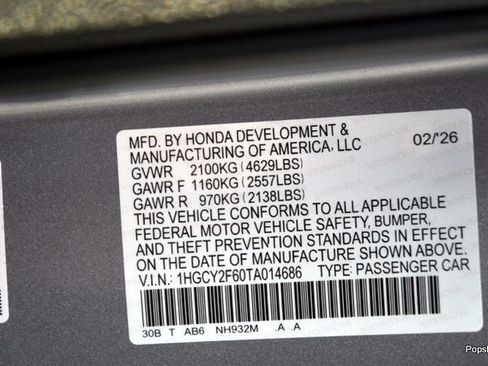 MFD. BY HONDA DEVELOPMENT &
MANUFACTURING OF AMERICA, LLC 02/'26
GVWR 2100KG (4629LBS)
GAWR F 1160KG (2557LBS)
GAWR R 970KG (2138LBS)
THIS VEHICLE CONFORMS TO ALL APPLICABLE
FEDERAL MOTOR VEHICLE SAFETY, BUMPER,
AND THEFT PREVENTION STANDARDS IN EFFECT
ON THE DATE OF MANUFACTURE SHOWN ABOVE.
V.I.N.: 1HGCY2F60TA014686 TYPE: PASSENGER CAR
30B T AB6 NH932M .A .A